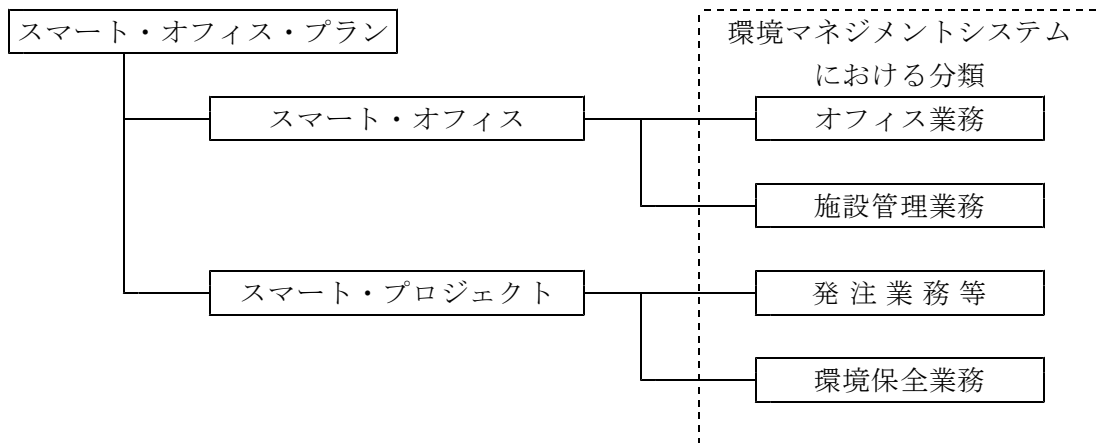 スマート・オフィス・プラン
環境マネジメントシステム
における分類
スマート・オフィス
オフィス業務
施設管理業務
スマート・プロジェクト
発注業務等
環境保全業務